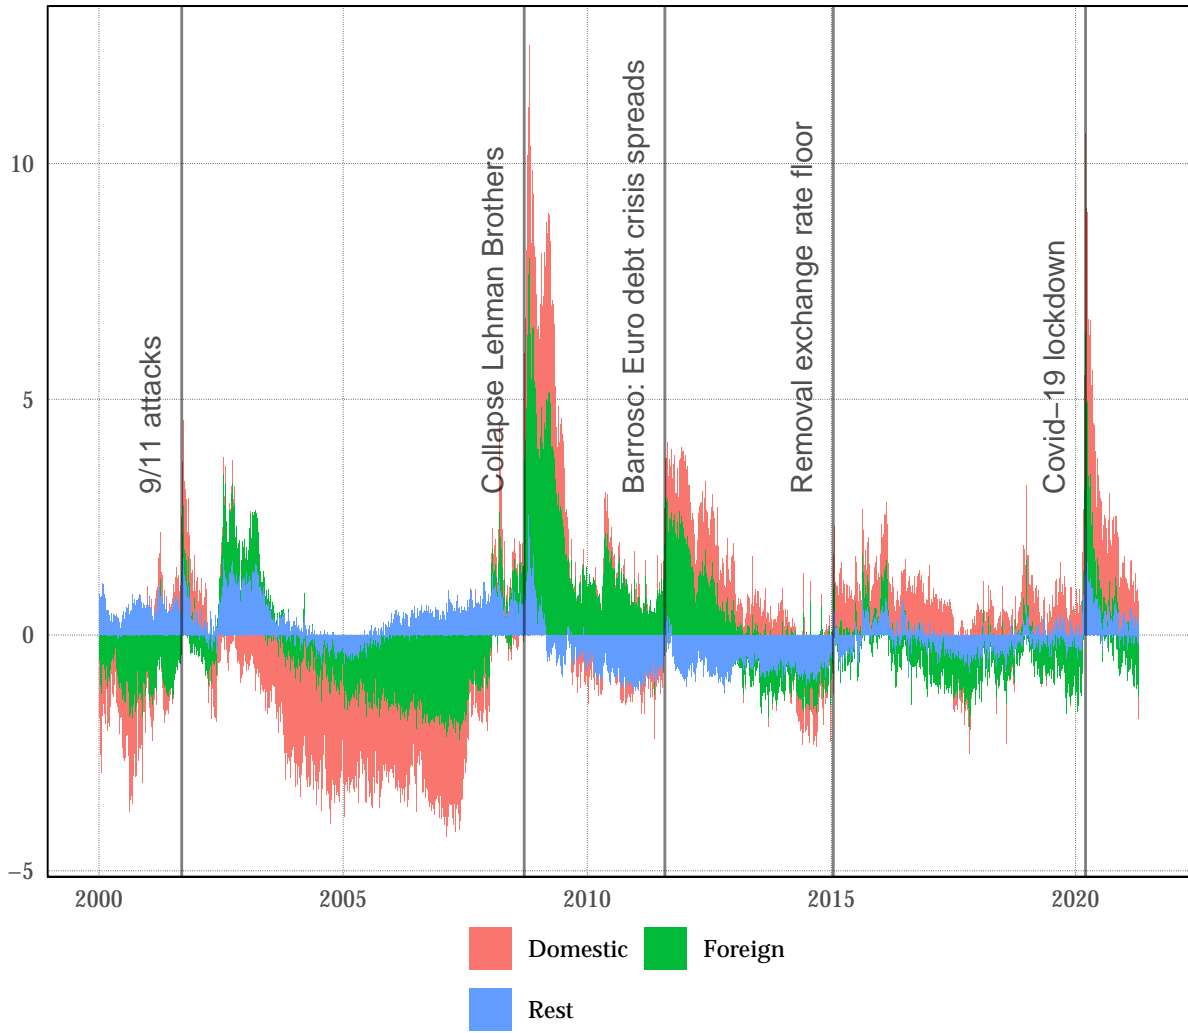 10
5
0
−5
9/11 attacks
Collapse Lehman Brothers
Barroso: Euro debt crisis spreads
Removal exchange rate floor
Covid−19 lockdown
2000
2005
2010
2015
2020
Domestic
Foreign
Rest